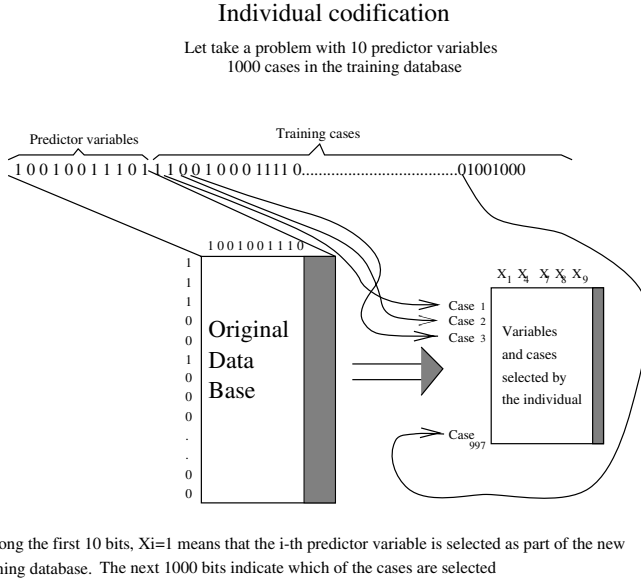 Individual codification
Let take a problem with 10 predictor variables
1000 cases in the training database
Predictor variables
Training cases
1 0 0 1 0 0 1 1 1 0 1 1 1 0 0 1 0 0 0 1 1 1 1 0..................................01001000
1 0 0 1 0 0 1 1 1 0
1
1
1
0
0
1
0
0
0
.
.
0
0
Original
Data
Base
X1 X4 X7 X8 X9
Case 1
Case 2
Case 3
Case 997
Variables
and cases
selected by
the individual
ong the first 10 bits, Xi=1 means that the i-th predictor variable is selected as part of the new
ning database. The next 1000 bits indicate which of the cases are selected